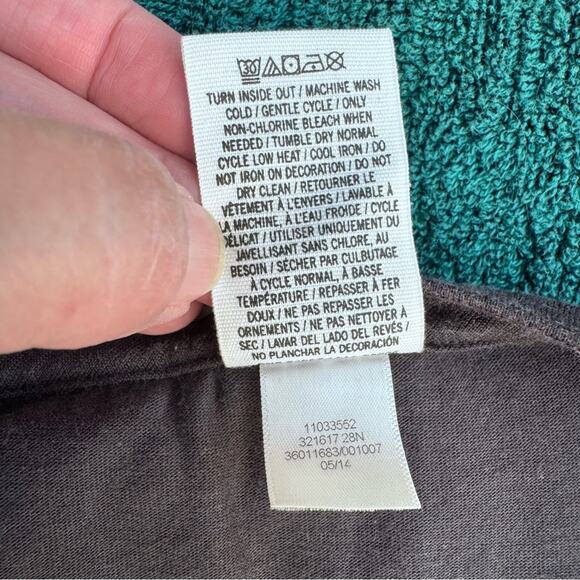 30
TURN INSIDE OUT / MACHINE WASH
COLD / GENTLE CYCLE / ONLY
NON-CHLORINE BLEACH WHEN
NEEDED / TUMBLE DRY NORMAL
CYCLE LOW HEAT / COOL IRON / DO
NOT IRON ON DECORATION / DO NOT
DRY CLEAN / RETOURNER LE
VÊTEMENT À L'ENVERS / LAVABLE À
LA MACHINE, À L'EAU FROIDE / CYCLE
DÉLICAT / UTILISER UNIQUEMENT DU
JAVELLISANT SANS CHLORE, AU
BESOIN / SÉCHER PAR CULBUTAGE
À CYCLE NORMAL, À BASSE
TEMPÉRATURE / REPASSER À FER
DOUX / NE PAS REPASSER LES
ORNEMENTS / NE PAS NETTOYER À
SEC / LAVAR DEL LADO DEL REVÉS /
NO PLANCHAR LA DECORACIÓN
11033552
321617 28N
36011683/001007
05/14